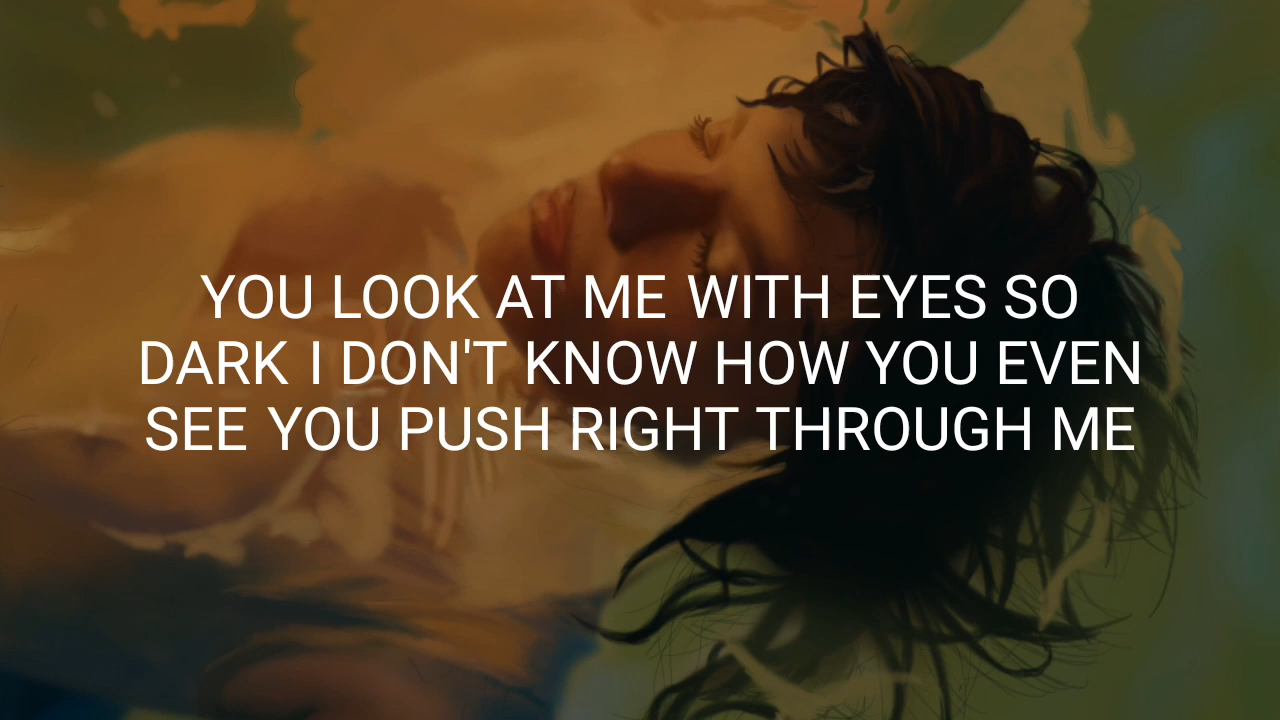 YOU LOOK AT ME WITH EYES SO
DARK I DON'T KNOW HOW YOU EVEN
SEE YOU PUSH RIGHT THROUGH ME